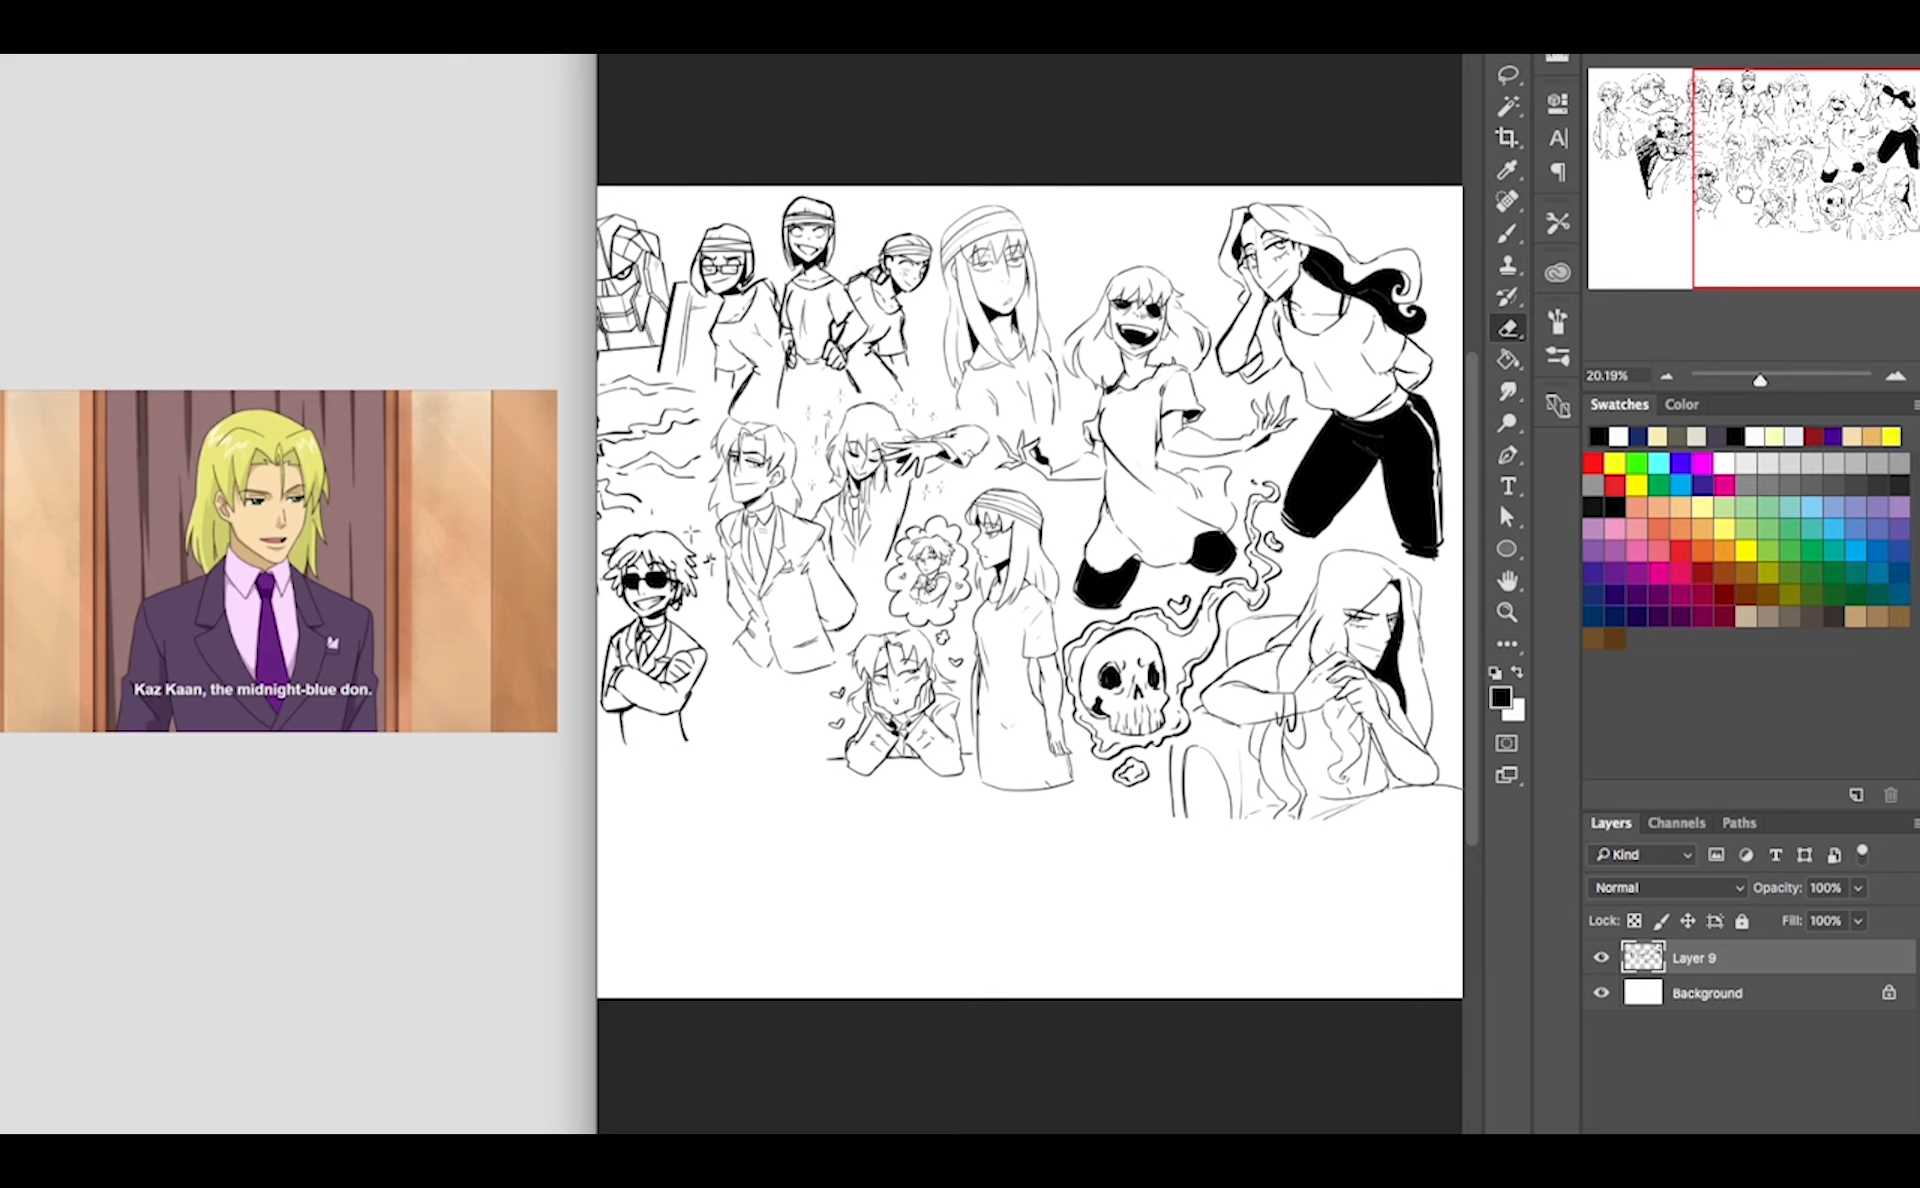 Kaz Kaan, the midnight-blue don.
20.19%
Swatches Color
Layers Channels Paths
Kind
Normal Opacity: 100%
Lock: Fill: 100%
Layer 9
Background